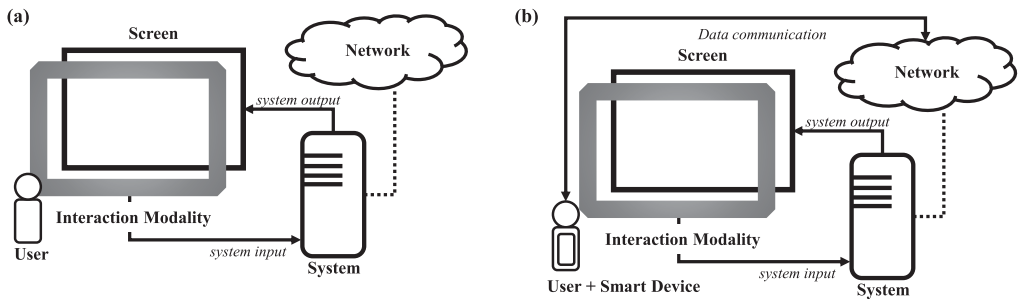 (a)
Screen
Network
system output
Interaction Modality
User
system input
System
(b)
Data communication
Screen
Network
system output
Interaction Modality
system input
User + Smart Device
System